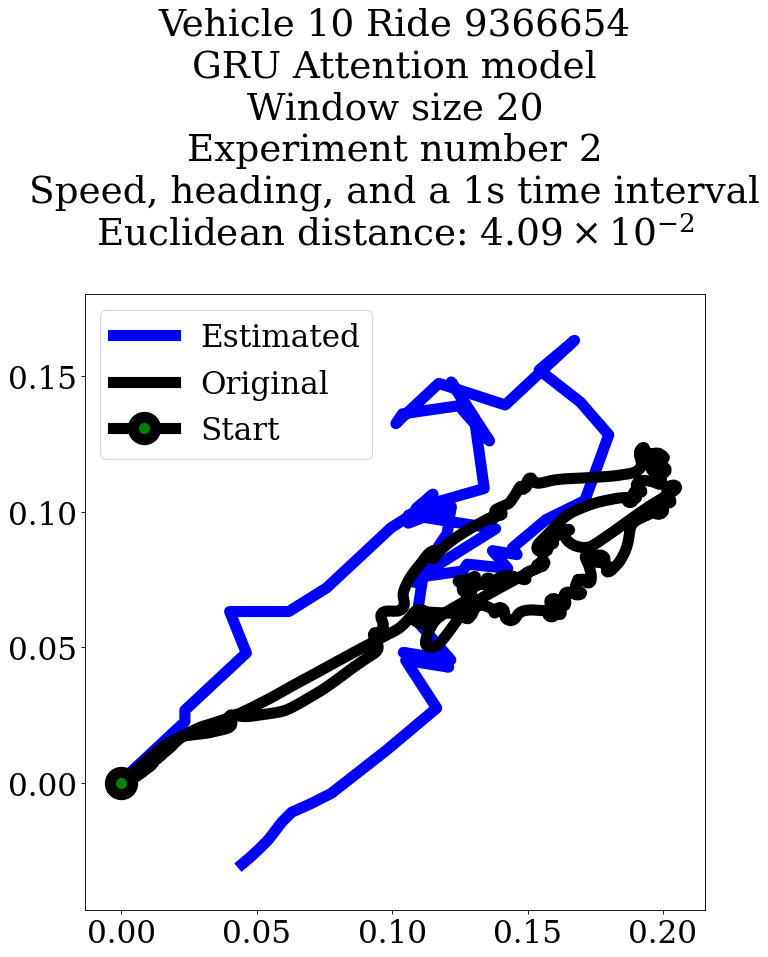 Vehicle 10 Ride 9366654
GRU Attention model
Window size 20
Experiment number 2
Speed, heading, and a 1s time interval
Euclidean distance: 4.09 × 10⁻²
Estimated
Original
Start
0.15
0.10
0.05
0.00
0.00 0.05 0.10 0.15 0.20